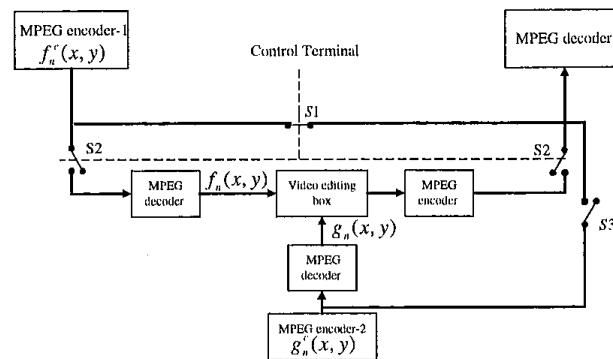 MPEG encoder-1
f_n^c(x, y)
Control Terminal
MPEG decoder
S1
S2
S2
MPEG
decoder
f_n(x, y)
Video editing
box
MPEG
encoder
g_n(x, y)
S3
MPEG
decoder
MPEG encoder-2
g_n^c(x, y)